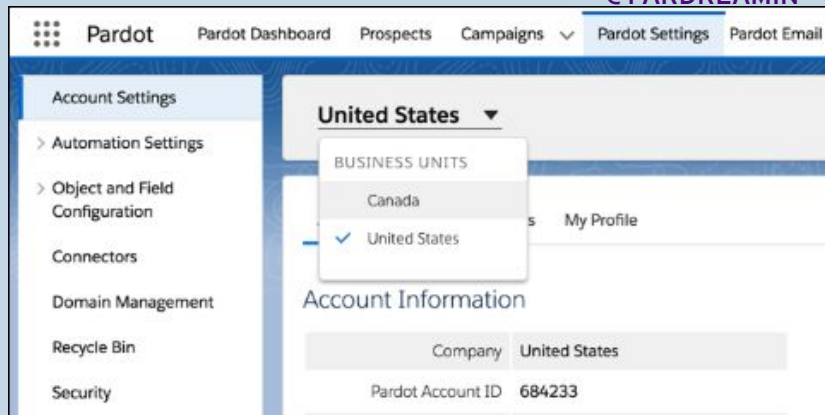 Pardot
Pardot Dashboard
Prospects
Campaigns
Pardot Settings
Pardot Email
Account Settings
Automation Settings
Object and Field
Configuration
Connectors
Domain Management
Recycle Bin
Security
United States
BUSINESS UNITS
Canada
United States
My Profile
Account Information
Company United States
Pardot Account ID 684233